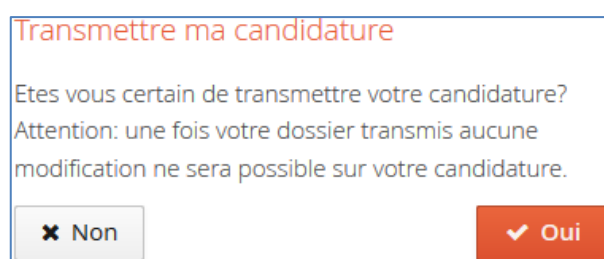 Transmettre ma candidature
Etes vous certain de transmettre votre candidature?
Attention: une fois votre dossier transmis aucune
modification ne sera possible sur votre candidature.
Non
Oui